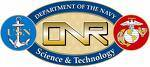 DEPARTMENT OF THE NAVY
ONR
Science & Technology